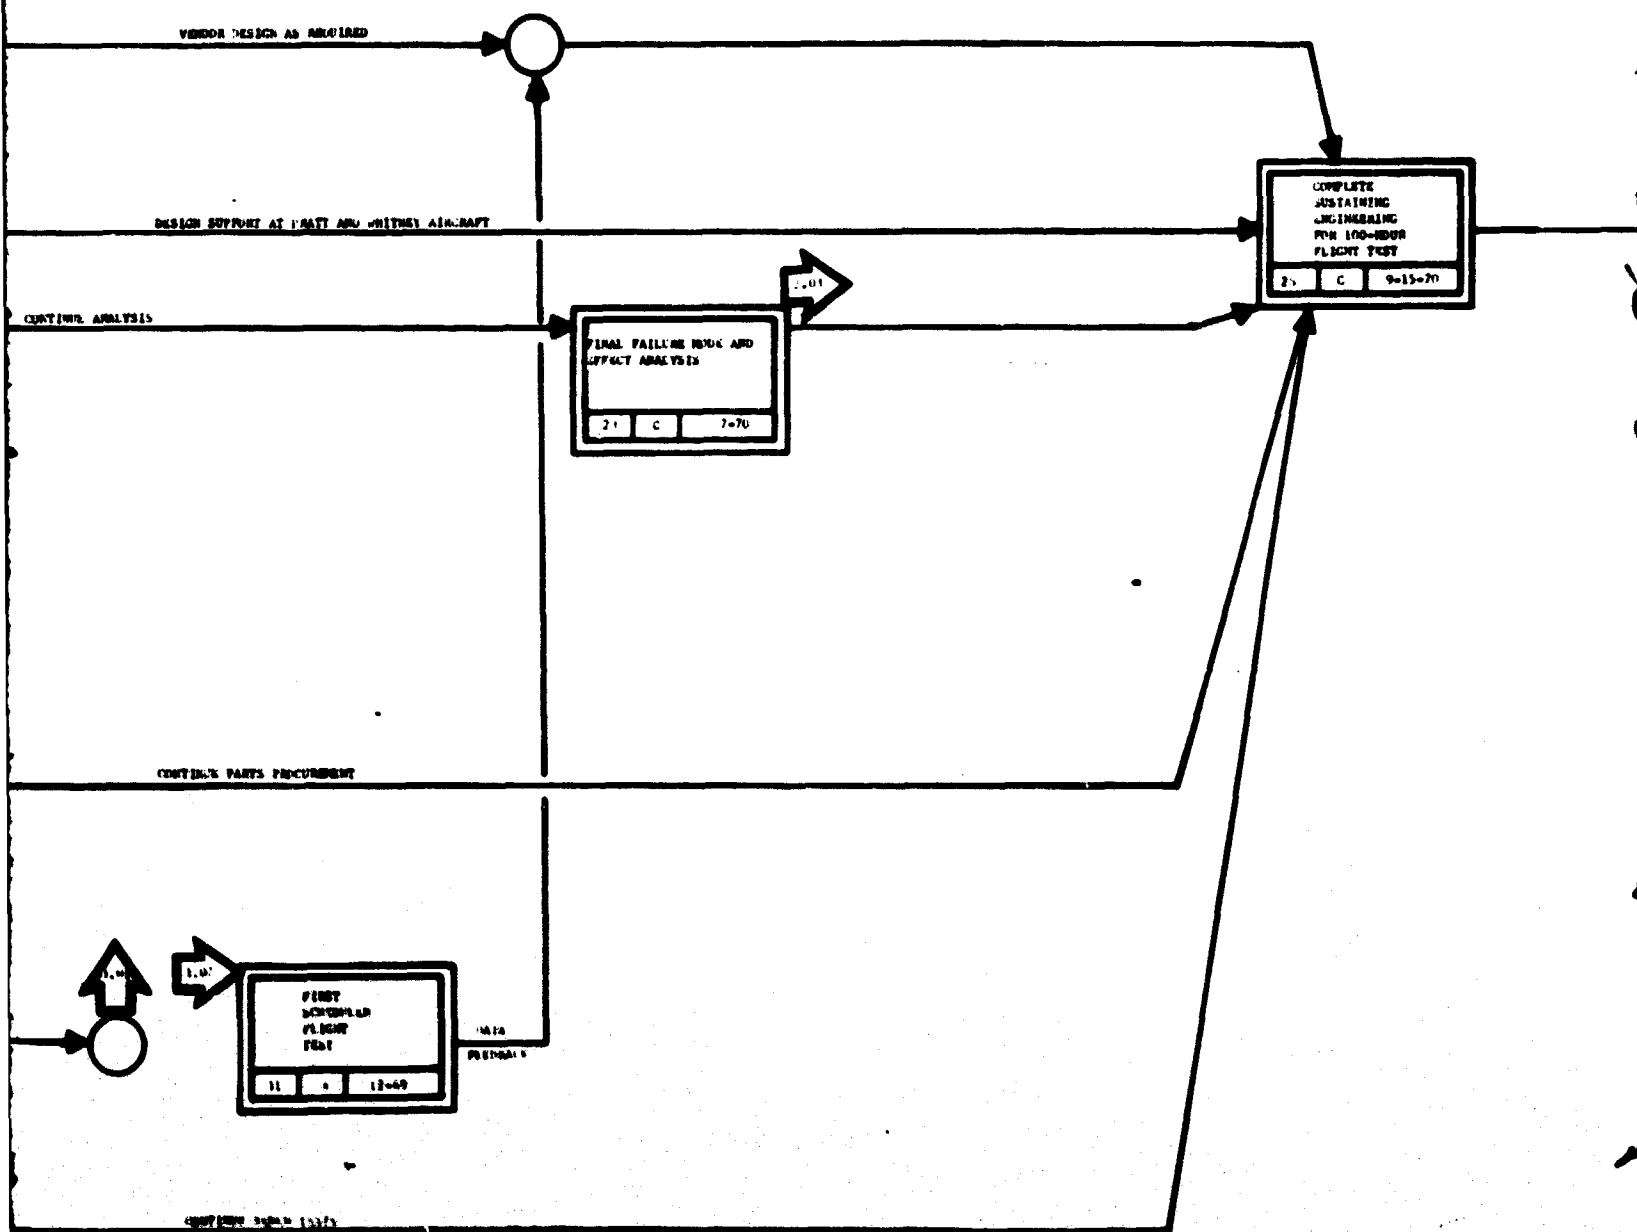 VENDOR DESIGN AS REQUIRED
DESIGN SUPPORT AT PRATT AND WHITNEY AIRCRAFT
CONTINUE ANALYSIS
COMPLETE
SUSTAINING
ENGINEERING
FOR 100-HOUR
FLIGHT TEST
C 9-15-70
FINAL FAILURE MODE AND
EFFECT ANALYSIS
C 7-70
CONTINUE PARTS PROCUREMENT
FIRST
SCHEDULED
FLIGHT
TEST
11 12-69
DATA
FEEDBACK
CONTINUE